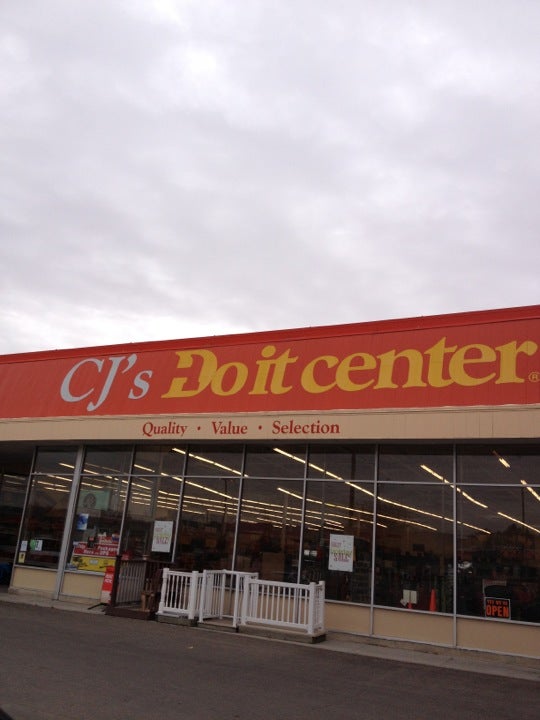 CJ's Do it center®
Quality • Value • Selection
OPEN